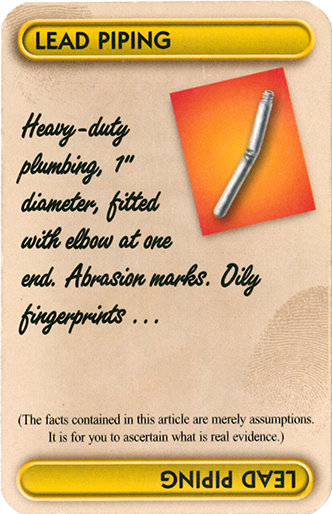 LEAD PIPING
Heavy-duty
plumbing, 1"
diameter, fitted
with elbow at one
end. Abrasion marks. Oily
fingerprints ...
(The facts contained in this article are merely assumptions.
It is for you to ascertain what is real evidence.)
LEAD PIPING